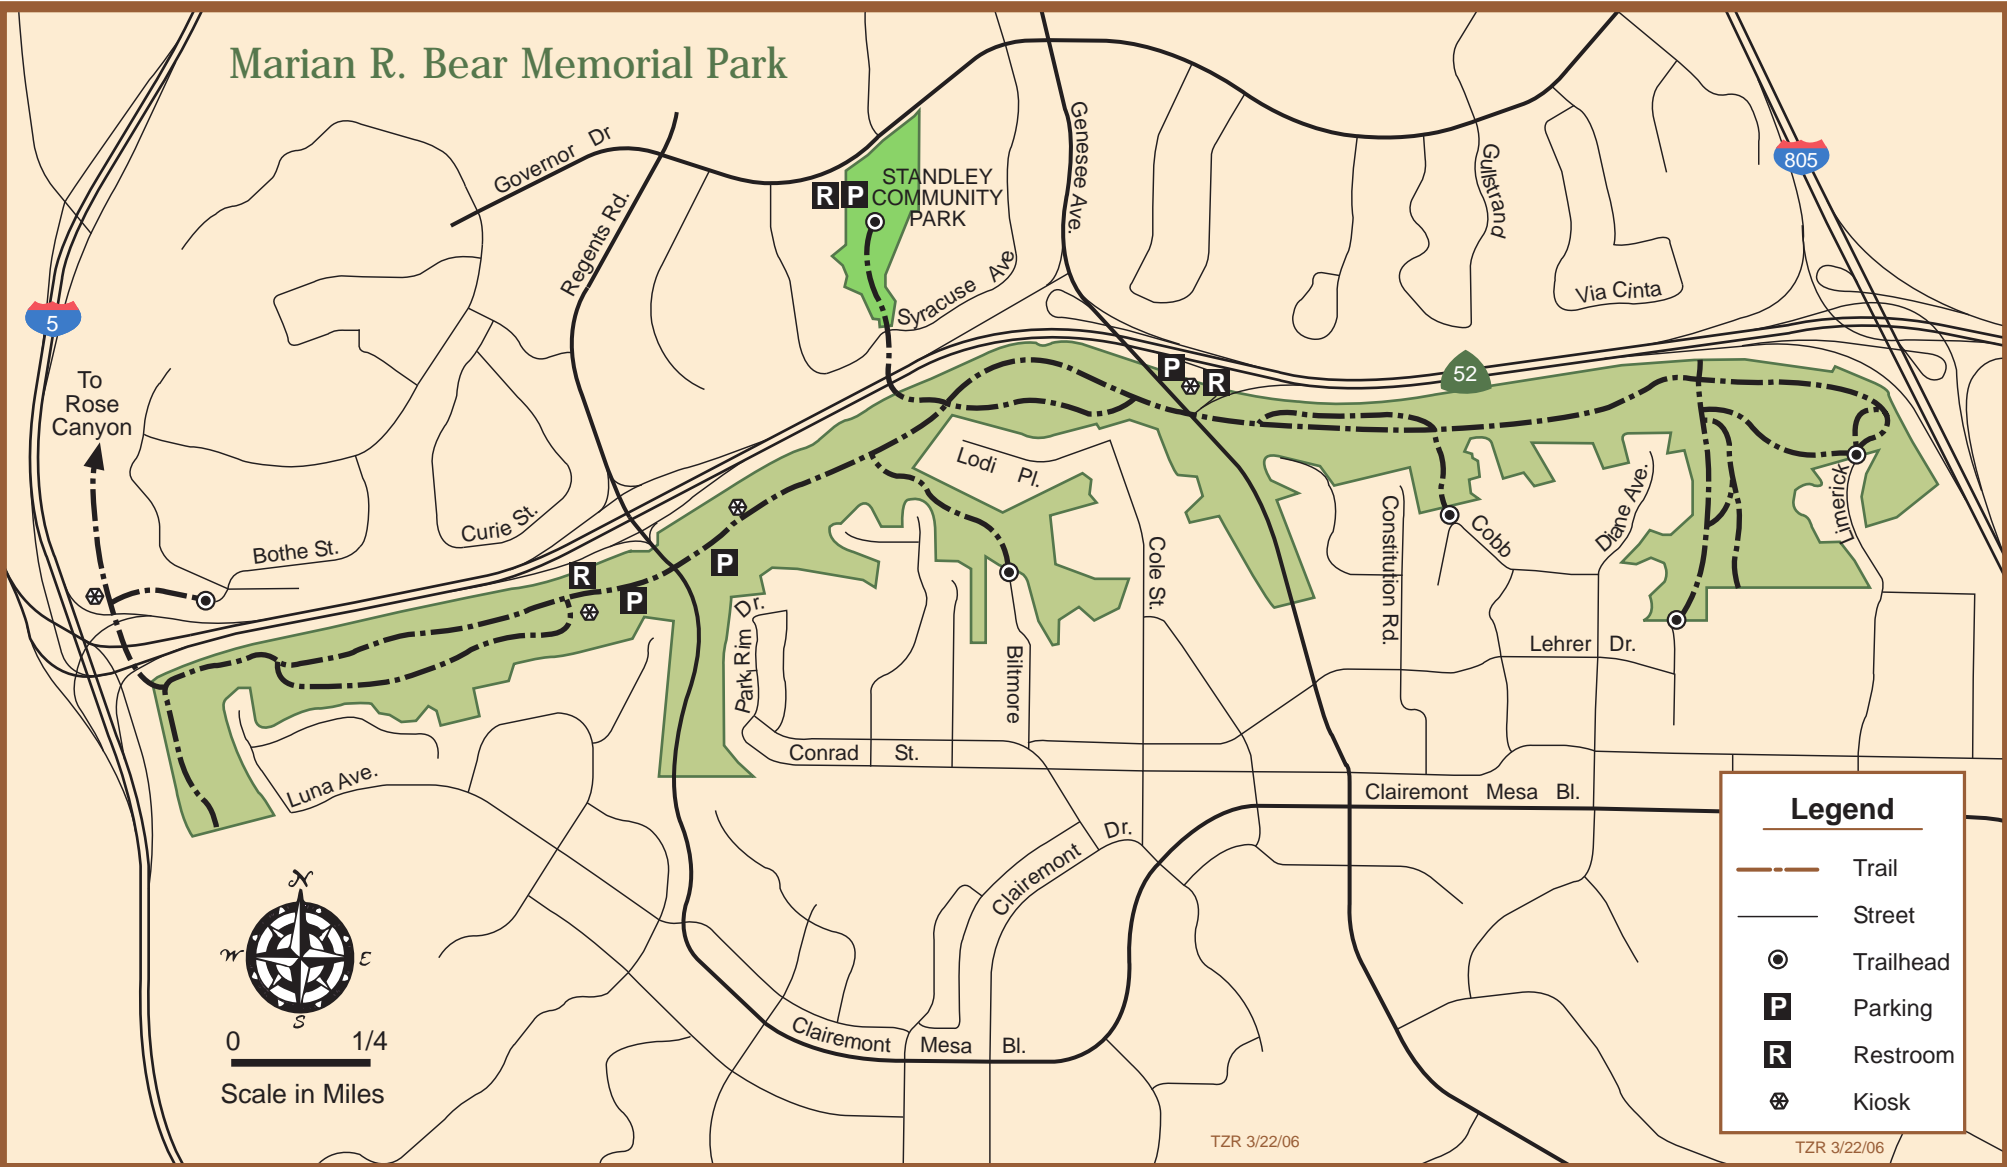 Marian R. Bear Memorial Park
Governor Dr
Regents Rd.
Genesee Ave.
Gullstrand
805
R P
STANDLEY
COMMUNITY
PARK
Syracuse Ave
Via Cinta
5
52
P
R
To
Rose
Canyon
Lodi Pl.
Curie St.
Bothe St.
R
P
P
Cole St.
Constitution Rd.
Cobb
Diane Ave.
Limerick
Park Rim Dr.
Biltmore
Lehrer Dr.
Conrad St.
Luna Ave.
Clairemont Mesa Bl.
Clairemont Dr.
Clairemont Mesa Bl.
N
W
E
S
0 1/4
Scale in Miles
Legend
Trail
Street
Trailhead
P Parking
R Restroom
Kiosk
TZR 3/22/06
TZR 3/22/06